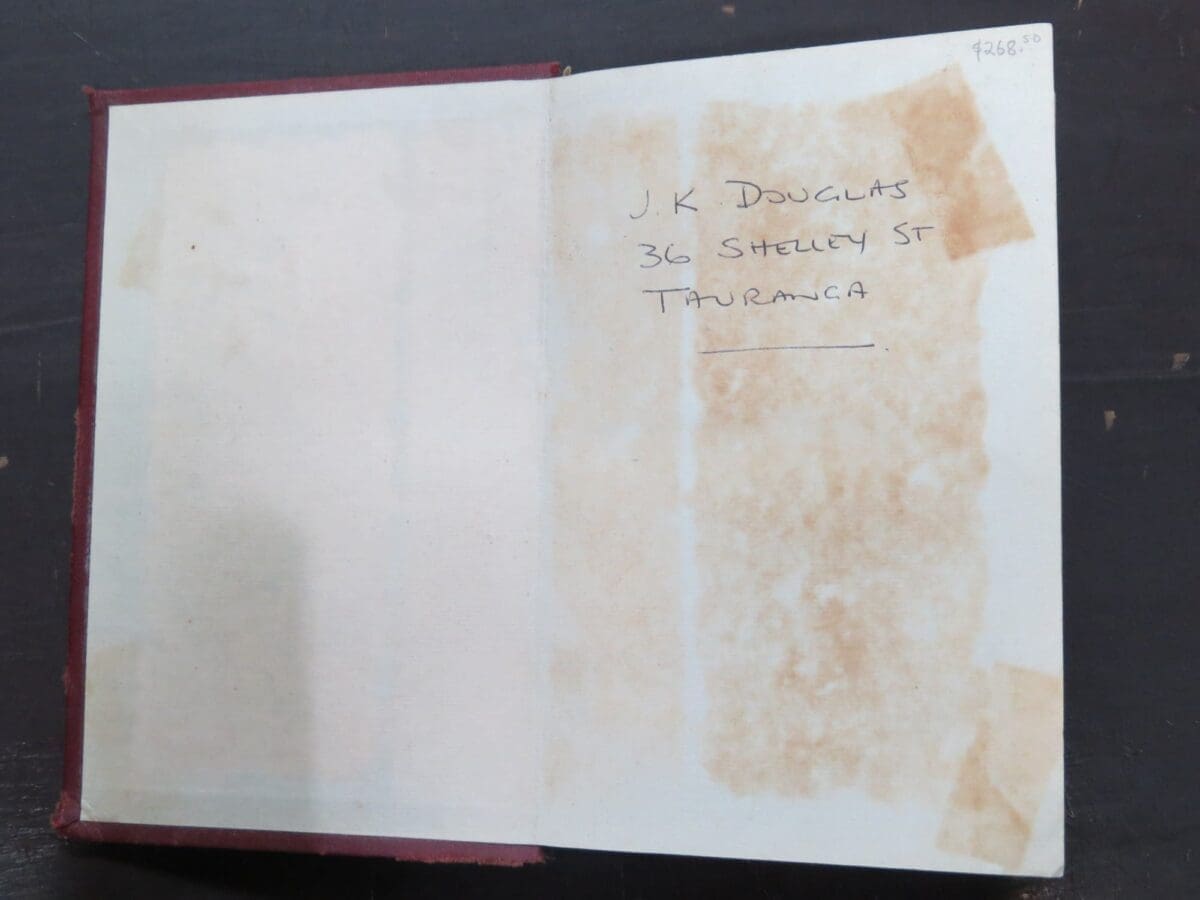 $268.50
J. K. DOUGLAS
36 SHELLEY ST
TAURANGA